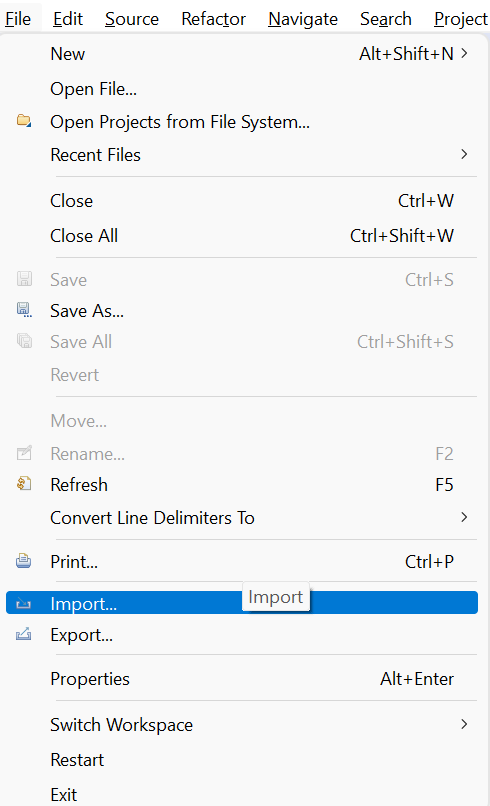 File Edit Source Refactor Navigate Search Project
New Alt+Shift+N
Open File...
Open Projects from File System...
Recent Files
Close Ctrl+W
Close All Ctrl+Shift+W
Save Ctrl+S
Save As...
Save All Ctrl+Shift+S
Revert
Move...
Rename... F2
Refresh F5
Convert Line Delimiters To
Print... Ctrl+P
Import... Import
Export...
Properties Alt+Enter
Switch Workspace
Restart
Exit